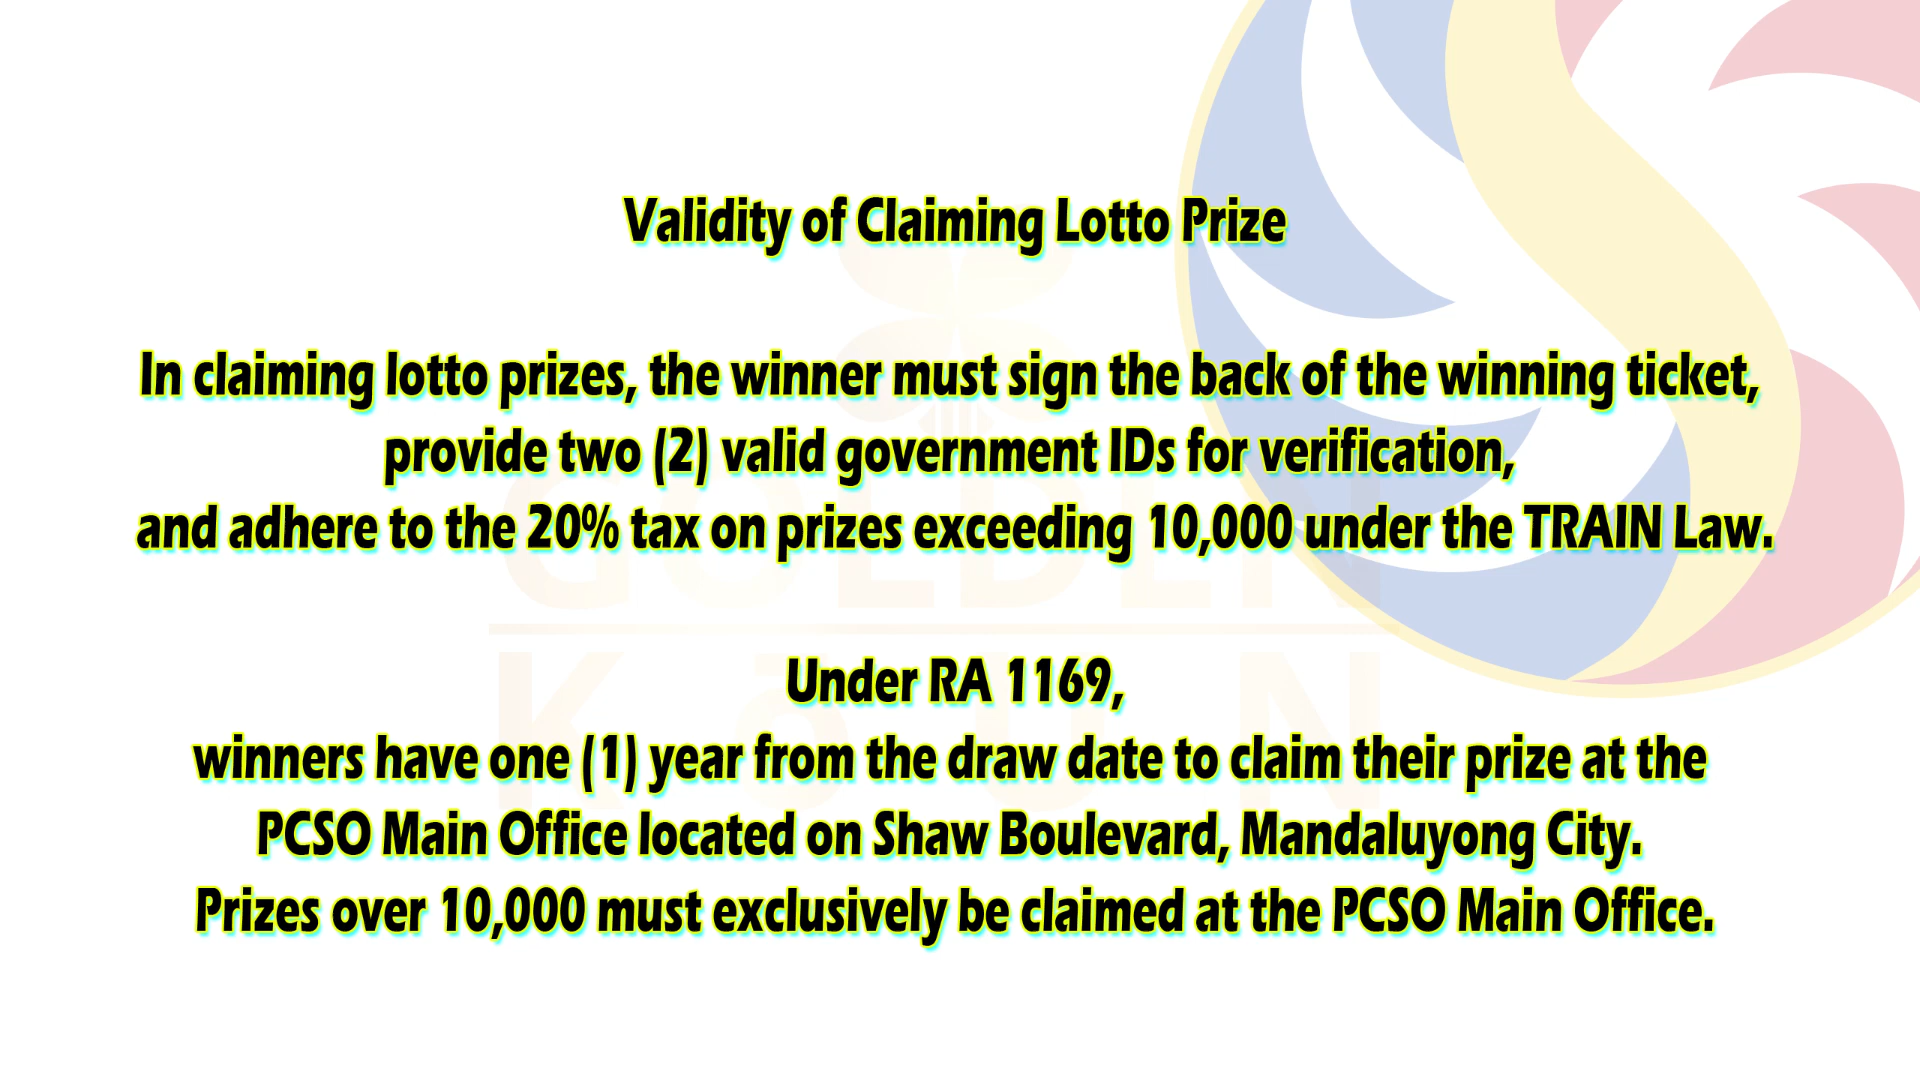 Validity of Claiming Lotto Prize
In claiming lotto prizes, the winner must sign the back of the winning ticket,
provide two (2) valid government IDs for verification,
and adhere to the 20% tax on prizes exceeding 10,000 under the TRAIN Law.
GOLDEN
KōUN
Under RA 1169,
winners have one (1) year from the draw date to claim their prize at the
PCSO Main Office located on Shaw Boulevard, Mandaluyong City.
Prizes over 10,000 must exclusively be claimed at the PCSO Main Office.